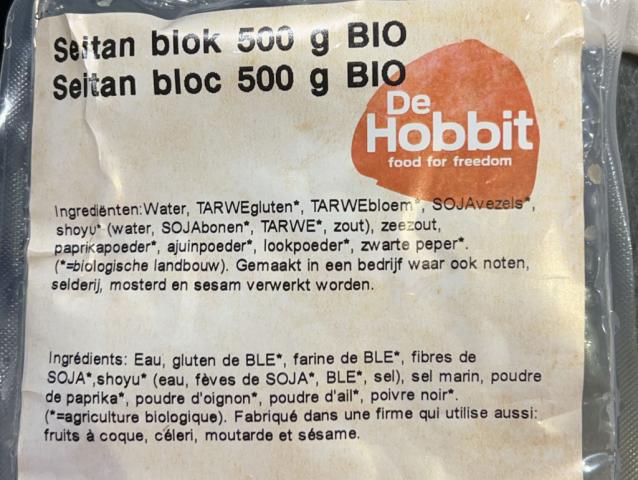 Seitan blok 500 g BIO
Seitan bloc 500 g BIO
De
Hobbit
food for freedom
Ingrediënten:Water, TARWEgluten*, TARWEbloem*, SOJAvezels*,
shoyu* (water, SOJAbonen*, TARWE*, zout), zeezout,
paprikapoeder*, ajuinpoeder*, lookpoeder*, zwarte peper*.
(*=biologische landbouw). Gemaakt in een bedrijf waar ook noten,
selderij, mosterd en sesam verwerkt worden.
Ingrédients: Eau, gluten de BLE*, farine de BLE*, fibres de
SOJA*,shoyu* (eau, fèves de SOJA*, BLE*, sel), sel marin, poudre
de paprika*, poudre d'oignon*, poudre d'ail*, poivre noir*.
(*=agriculture biologique). Fabriqué dans une firme qui utilise aussi:
fruits à coque, céleri, moutarde et sésame.